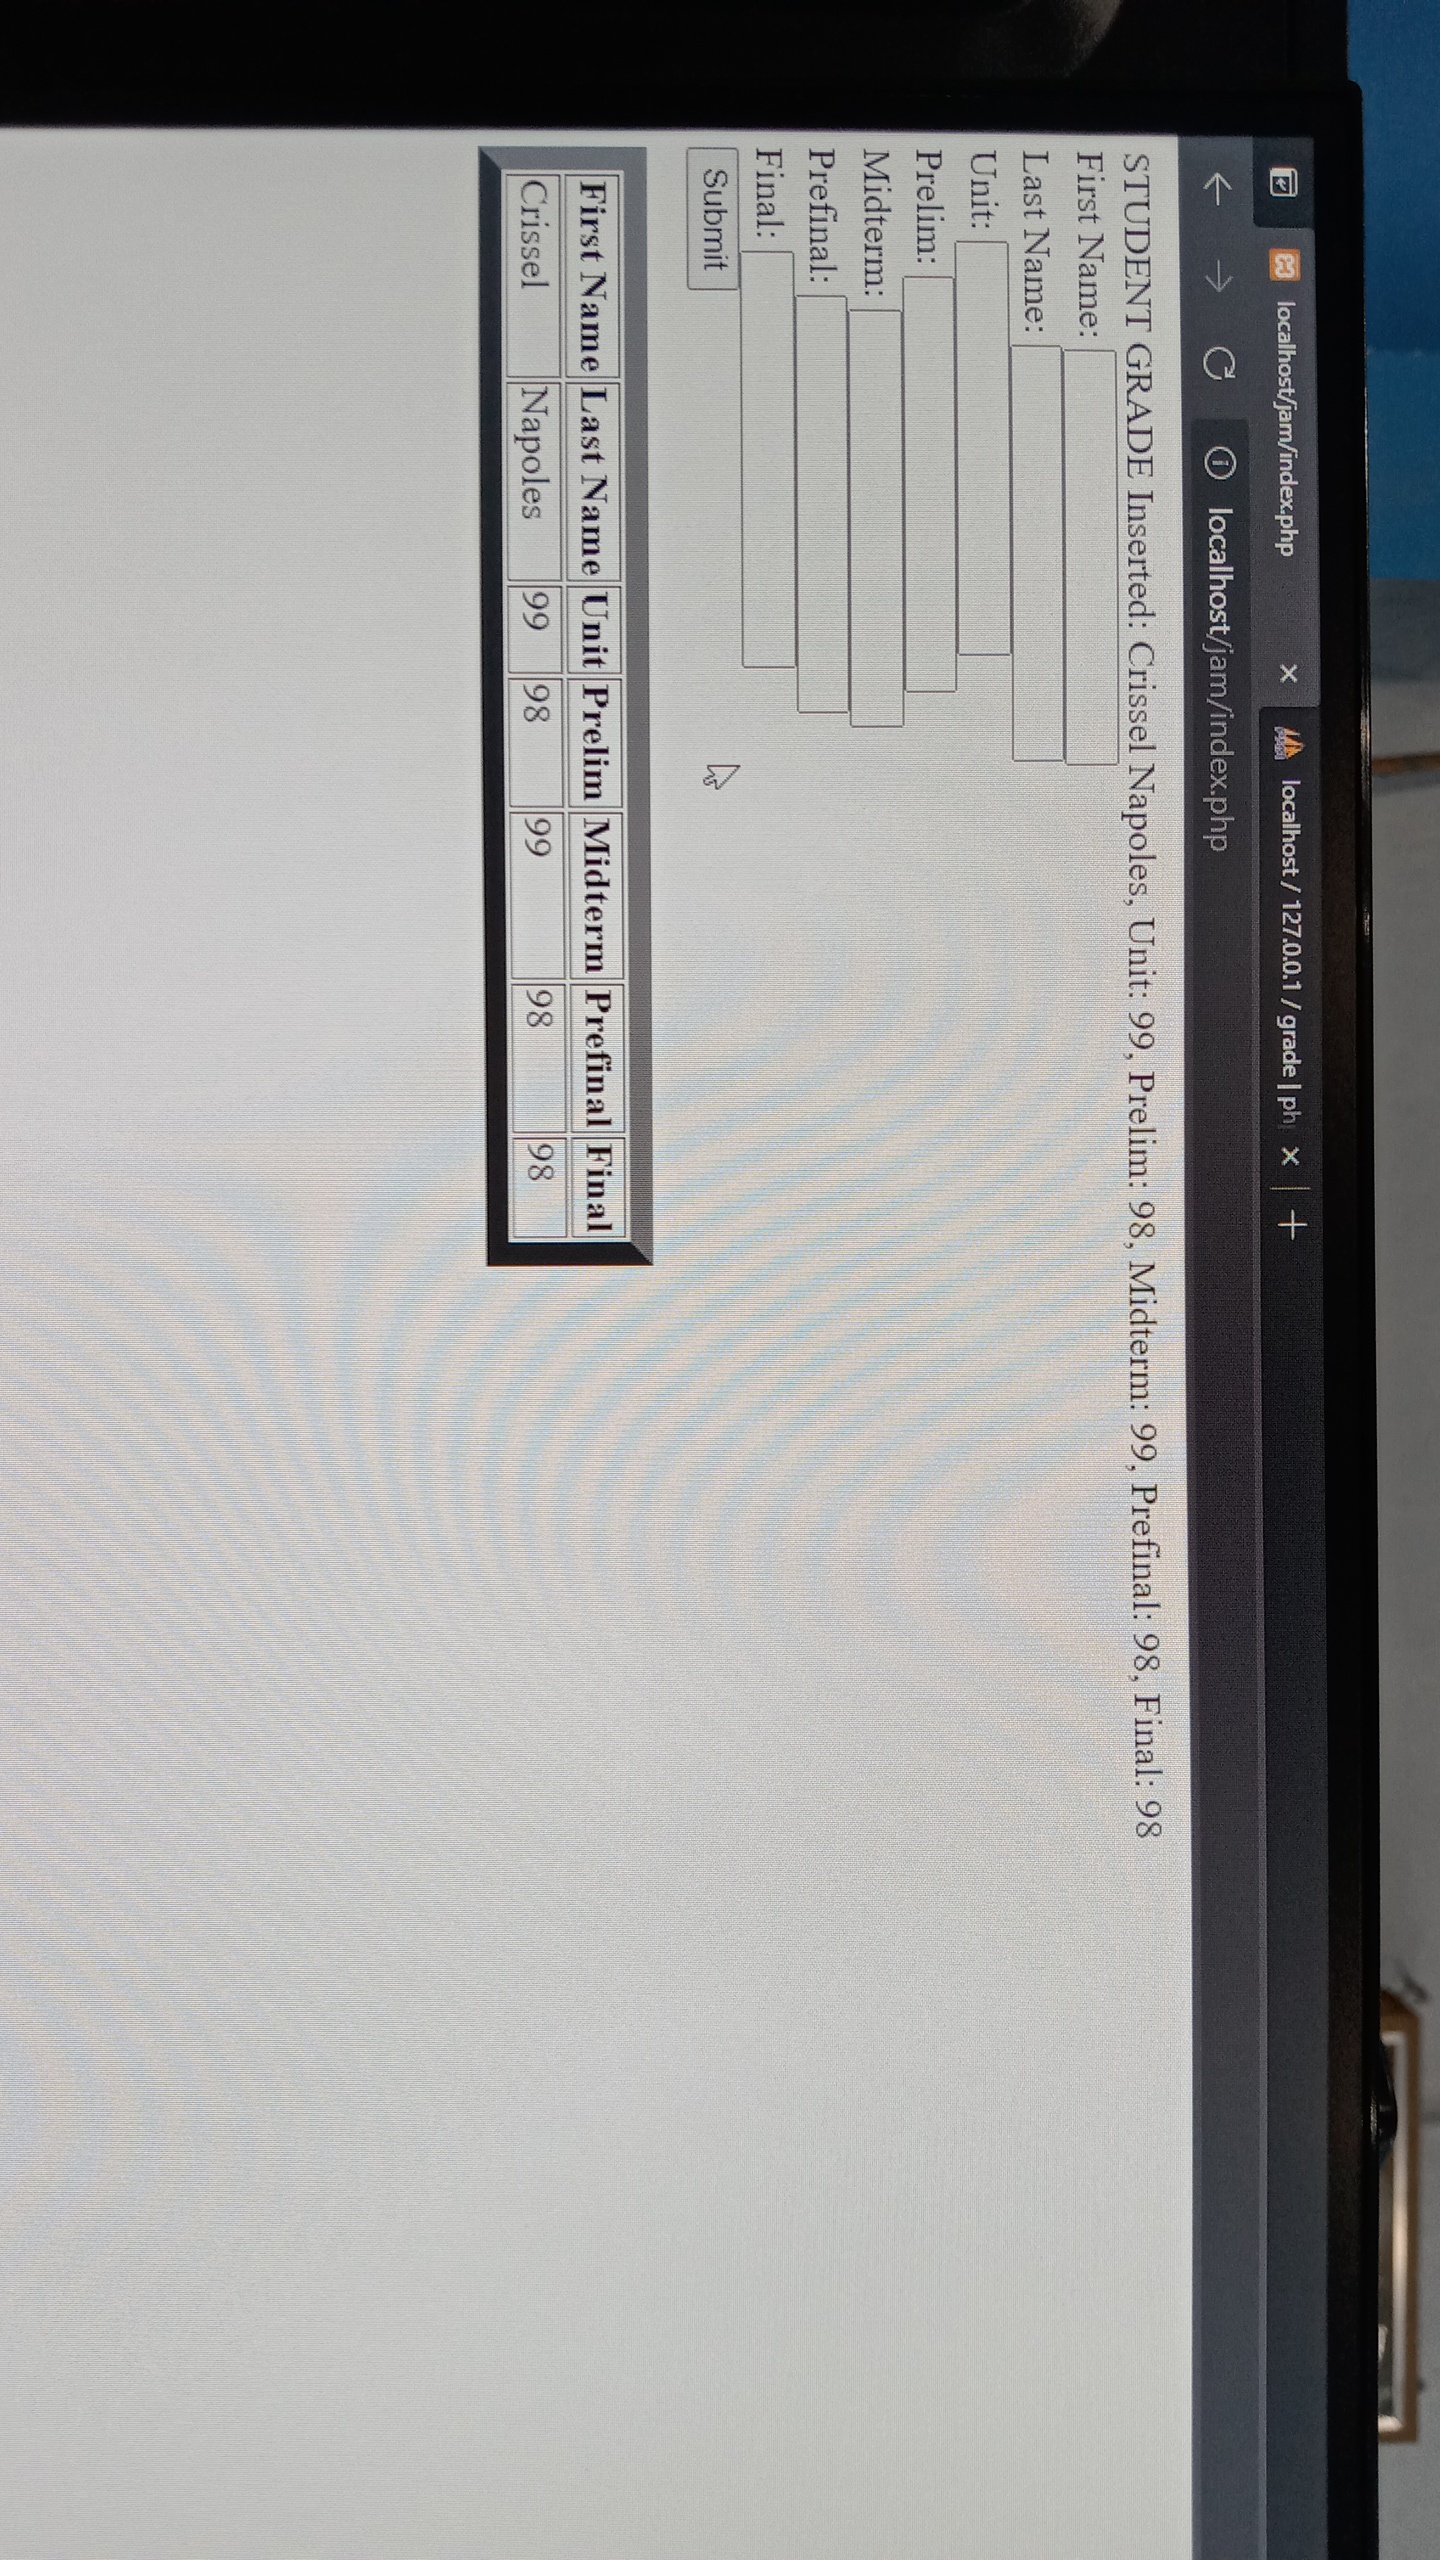 localhost/jam/index.php
localhost / 127.0.0.1 / grade | ph
localhost/jam/index.php
STUDENT GRADE Inserted: Crissel Napoles, Unit: 99, Prelim: 98, Midterm: 99, Prefinal: 98, Final: 98
First Name:
Last Name:
Unit:
Prelim:
Midterm:
Prefinal:
Final:
Submit
First Name Last Name Unit Prelim Midterm Prefinal Final
Crissel Napoles 99 98 99 98 98